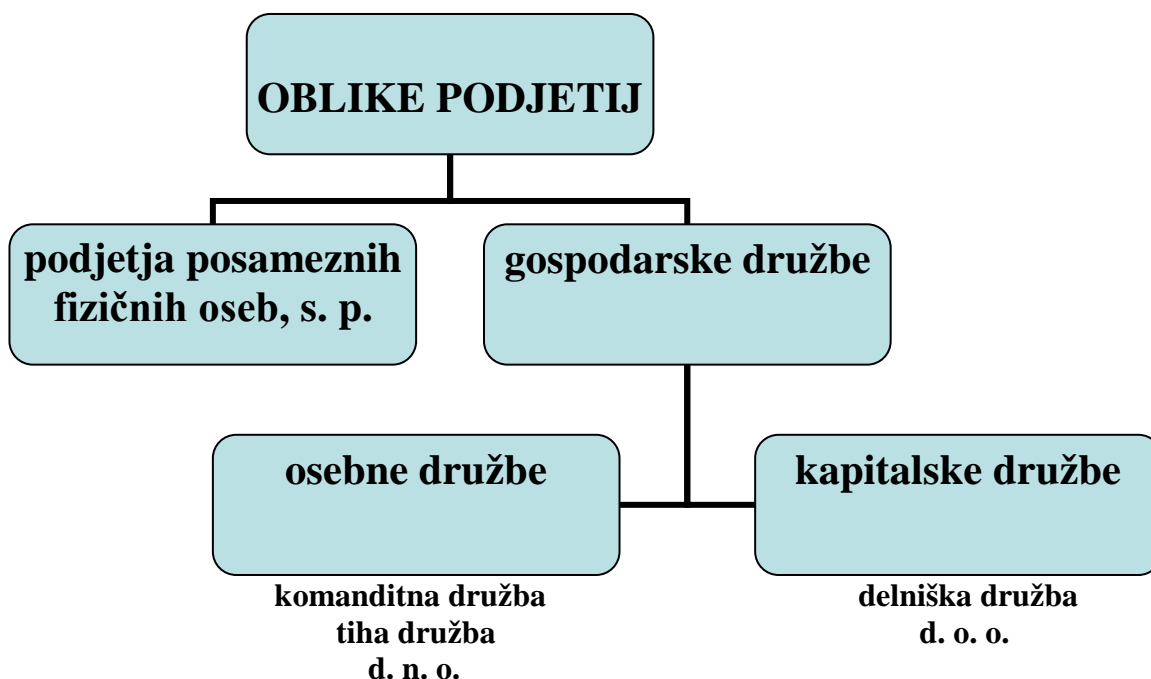 OBLIKE PODJETIJ
podjetja posameznih
fizičnih oseb, s. p.
gospodarske družbe
osebne družbe
kapitalske družbe
komanditna družba
tiha družba
d. n. o.
delniška družba
d. o. o.